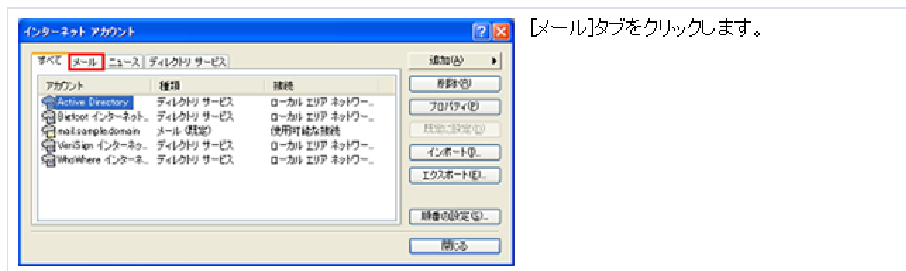 インターネット アカウント
[メール]タブをクリックします。
すべて メール ニュース ディレクトリ サービス
追加(A)
アカウント 種類 接続
削除(R)
Active Directory ディレクトリ サービス ローカル エリア ネットワー...
プロパティ(P)
Bigfoot インターネット... ディレクトリ サービス ローカル エリア ネットワー...
mail.sample.domain メール (既定) 使用可能な接続
既定に設定(D)
VeriSign インターネッ... ディレクトリ サービス ローカル エリア ネットワー...
インポート(I)...
WhoWhere インターネ... ディレクトリ サービス ローカル エリア ネットワー...
エクスポート(E)...
順番の設定(S)...
閉じる